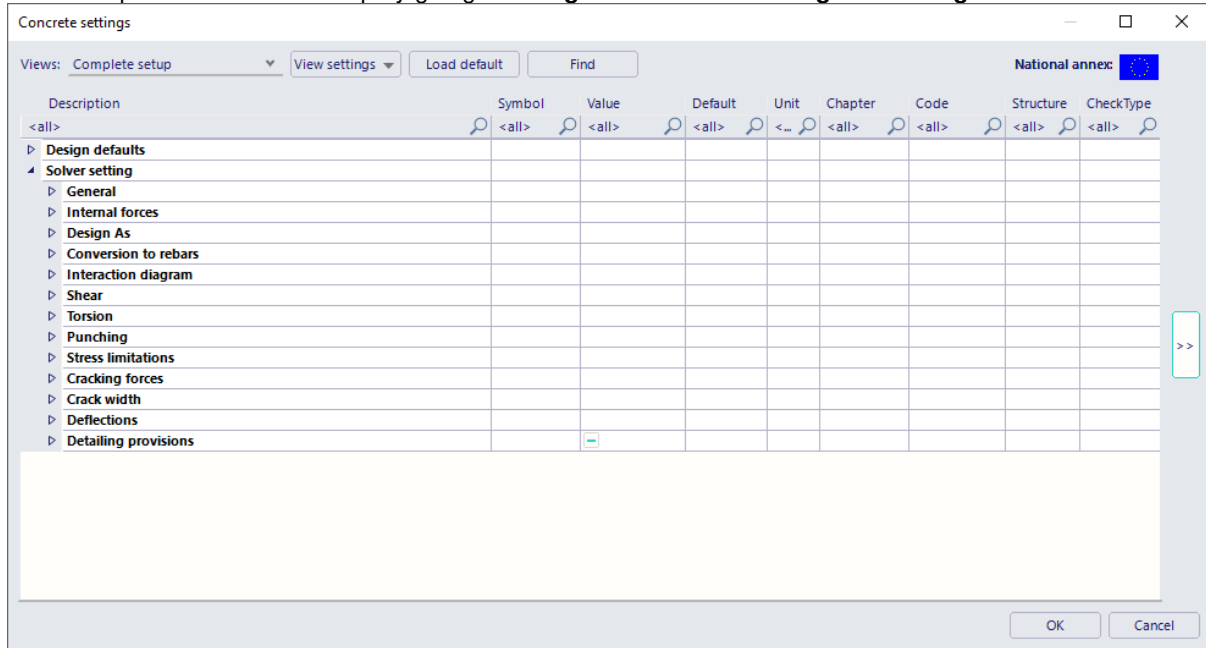 Concrete settings
Views: Complete setup View settings Load default Find National annex:
Description Symbol Value Default Unit Chapter Code Structure CheckType
<all> <all> <all> <all> <... <all> <all> <all> <all>
Design defaults
Solver setting
General
Internal forces
Design As
Conversion to rebars
Interaction diagram
Shear
Torsion
Punching
Stress limitations
Cracking forces
Crack width
Deflections
Detailing provisions
>>
OK Cancel